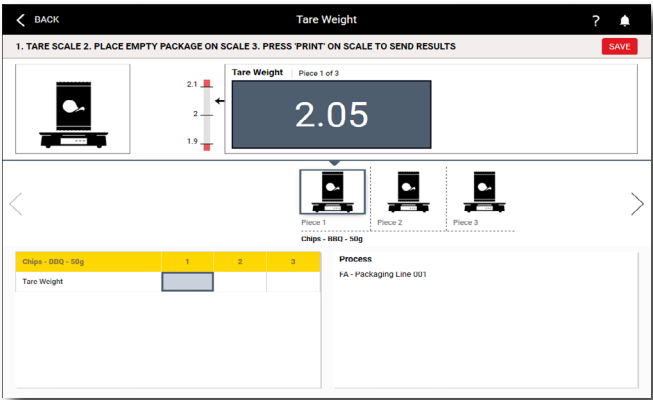 BACK
Tare Weight
?
1. TARE SCALE 2. PLACE EMPTY PACKAGE ON SCALE 3. PRESS 'PRINT' ON SCALE TO SEND RESULTS
SAVE
Tare Weight | Piece 1 of 3
2.1
2
1.9
2.05
Piece 1
Piece 2
Piece 3
Chips - BBQ - 50g
Chips - BBQ - 50g 1 2 3
Tare Weight
Process
FA - Packaging Line 001